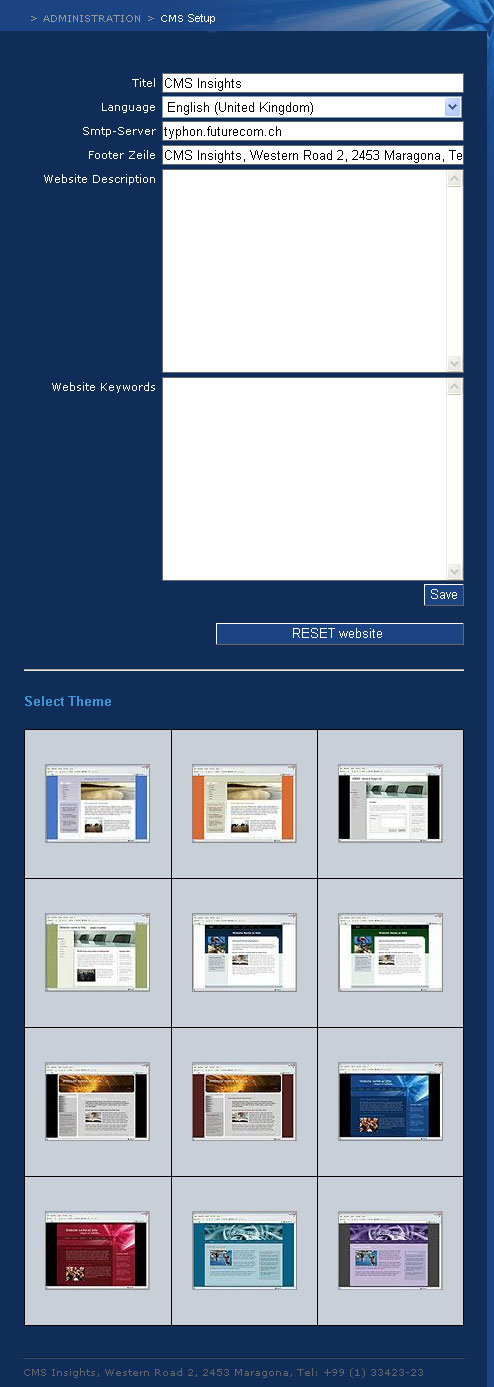 > ADMINISTRATION > CMS Setup
Titel CMS Insights
Language English (United Kingdom)
Smtp-Server typhon.futurecom.ch
Footer Zeile CMS Insights, Western Road 2, 2453 Maragona, Te
Website Description
Website Keywords
Save
RESET website
Select Theme
CMS Insights, Western Road 2, 2453 Maragona, Tel: +99 (1) 33423-23